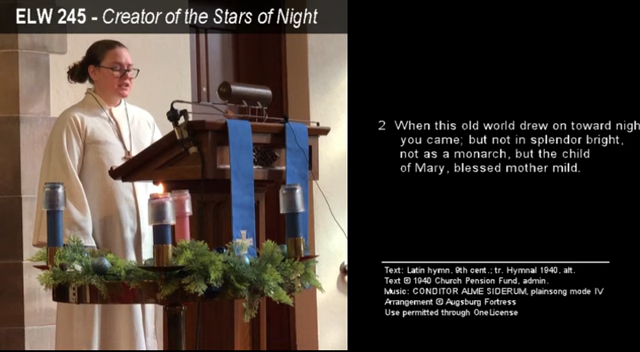 ELW 245 - Creator of the Stars of Night
2 When this old world drew on toward nigh
you came; but not in splendor bright,
not as a monarch, but the child
of Mary, blessed mother mild.
Text: Latin hymn, 9th cent.; tr. Hymnal 1940, alt.
Text © 1940 Church Pension Fund, admin.
Music: CONDITOR ALME SIDERUM, plainsong mode IV
Arrangement © Augsburg Fortress
Use permitted through OneLicense